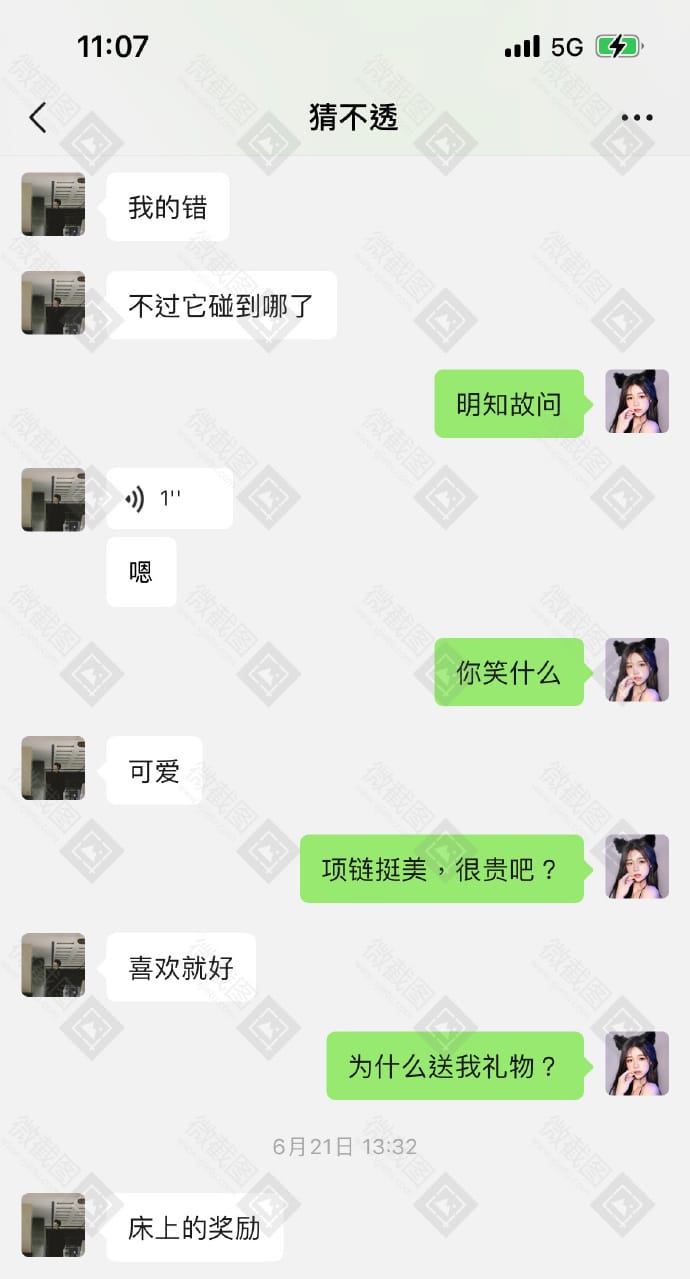 11:07
5G
猜不透
我的错
不过它碰到哪了
明知故问
1''
嗯
你笑什么
可爱
项链挺美，很贵吧？
喜欢就好
为什么送我礼物？
6月21日 13:32
床上的奖励
微截图